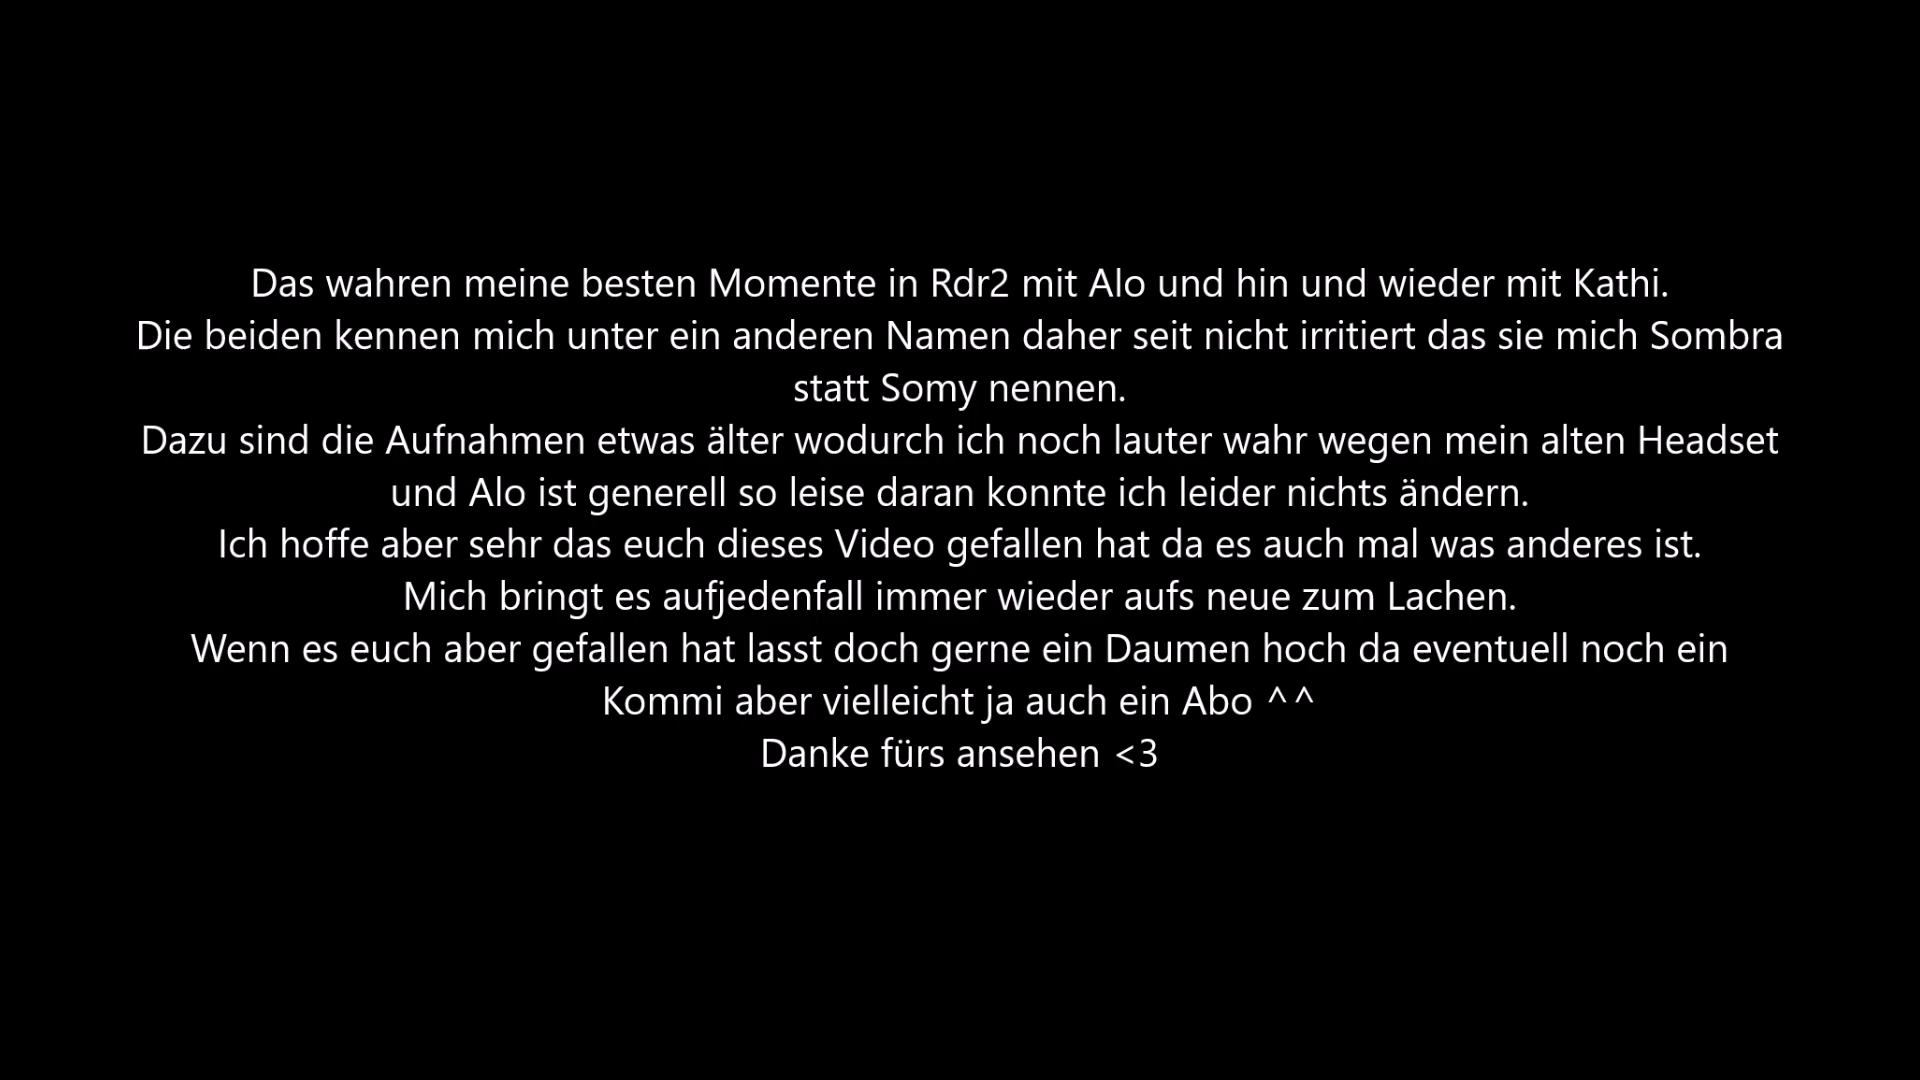 Das wahren meine besten Momente in Rdr2 mit Alo und hin und wieder mit Kathi.
Die beiden kennen mich unter ein anderen Namen daher seit nicht irritiert das sie mich Sombra
statt Somy nennen.
Dazu sind die Aufnahmen etwas älter wodurch ich noch lauter wahr wegen mein alten Headset
und Alo ist generell so leise daran konnte ich leider nichts ändern.
Ich hoffe aber sehr das euch dieses Video gefallen hat da es auch mal was anderes ist.
Mich bringt es aufjedenfall immer wieder aufs neue zum Lachen.
Wenn es euch aber gefallen hat lasst doch gerne ein Daumen hoch da eventuell noch ein
Kommi aber vielleicht ja auch ein Abo ^^
Danke fürs ansehen <3